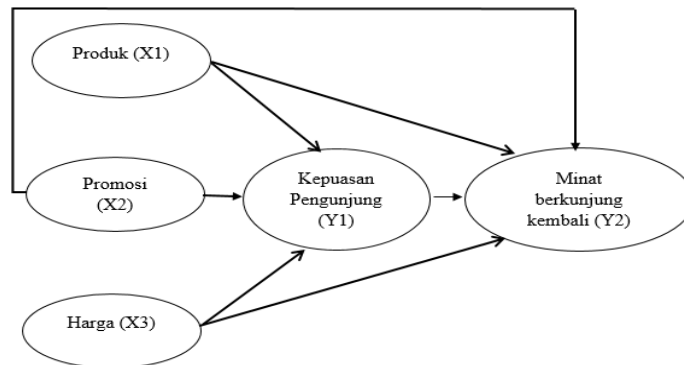 Produk (X1)
Promosi
(X2)
Harga (X3)
Kepuasan
Pengunjung
(Y1)
Minat
berkunjung
kembali (Y2)